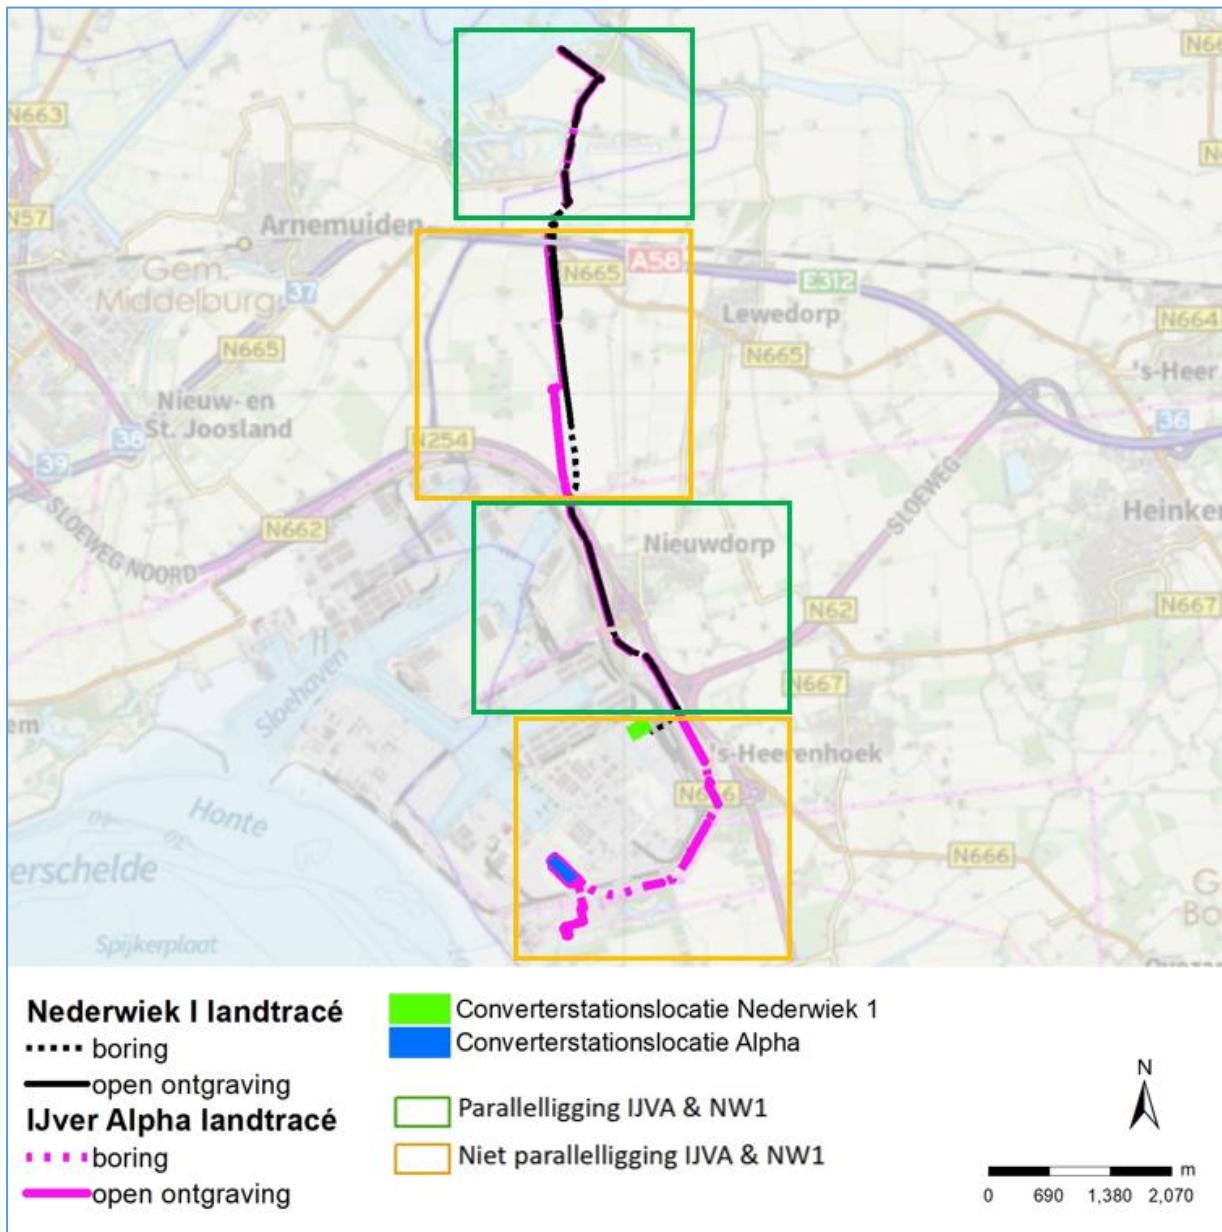 N663
N57
Arnemuiden
Gem.
Middelburg
37
N665
A58
E312
Lewedorp
N665
N664
's-Heer
N665
Nieuw- en
St. Joosland
38
39
N254
36
SLOEWEG
Heinken
SLOEWEG NOORD
N662
Nieuwdorp
N62
N667
Sloehaven
N667
's-Heerenhoek
Honte
N666
erschelde
Spijkerplaat
Nederwiek I landtracé
boring
open ontgraving
IJver Alpha landtracé
boring
open ontgraving
Converterstationslocatie Nederwiek 1
Converterstationslocatie Alpha
Parallelligging IJVA & NW1
Niet parallelligging IJVA & NW1
N
m
0 690 1,380 2,070